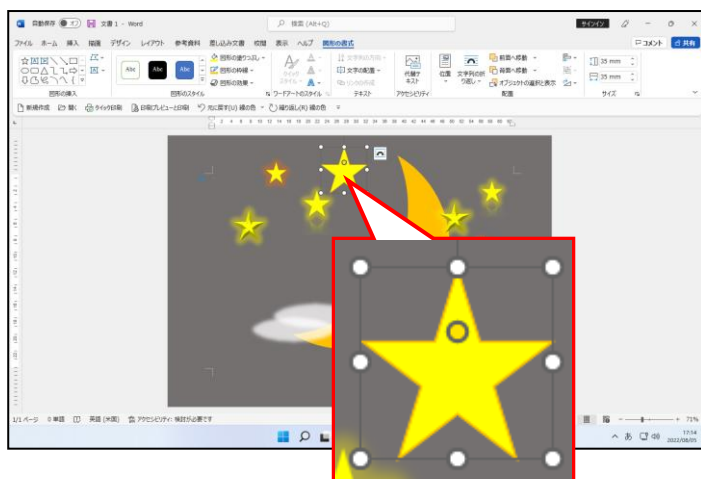 自動保存 オフ 文書 1 - Word 検索 (Alt+Q) サインイン
ファイル ホーム 挿入 描画 デザイン レイアウト 参考資料 差し込み文書 校閲 表示 ヘルプ 図形の書式 コメント 共有
Abc Abc Abc
図形の塗りつぶし
図形の枠線
図形の効果
クイック スタイル
文字列の方向
文字の配置
リンクの作成
代替テキスト
位置
文字列の折り返し
前面へ移動
背面へ移動
オブジェクトの選択と表示
35 mm
35 mm
図形の挿入 図形のスタイル ワードアートのスタイル テキスト アクセシビリティ 配置 サイズ
新規作成 開く クイック印刷 印刷プレビューと印刷 元に戻す(U) 線の色 繰り返し(R) 線の色
1/1 ページ 0 単語 英語 (米国) アクセシビリティ: 検討が必要です 71%
あ 17:14
2022/08/05